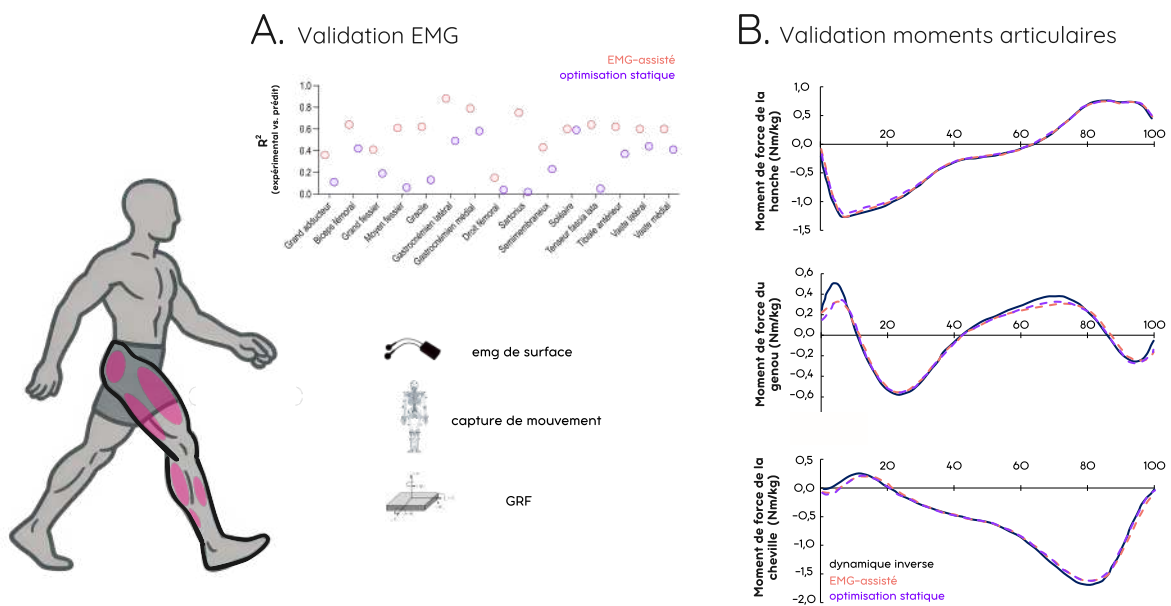 A. Validation EMG
EMG-assisté
optimisation statique
R²
(expérimental vs. prédit)
1.0
0.8
0.6
0.4
0.2
0.0
Grand adducteur
Biceps fémoral
Grand fessier
Moyen fessier
Gracile
Gastrocnémien latéral
Gastrocnémien médial
Droit fémoral
Sartorius
Semimembraneux
Soléaire
Tenseur fascia lata
Tibiale antérieur
Vaste latéral
Vaste médial
emg de surface
capture de mouvement
GRF
B. Validation moments articulaires
Moment de force de la
hanche (Nm/kg)
1,0
0,5
0,0
-0,5
-1,0
-1,5
20
40
60
80
100
Moment de force du
genou (Nm/kg)
0,6
0,4
0,2
0,0
-0,2
-0,4
-0,6
20
40
60
80
100
Moment de force de la
cheville (Nm/kg)
0,5
0,0
-0,5
-1,0
-1,5
-2,0
20
40
60
80
100
dynamique inverse
EMG-assisté
optimisation statique